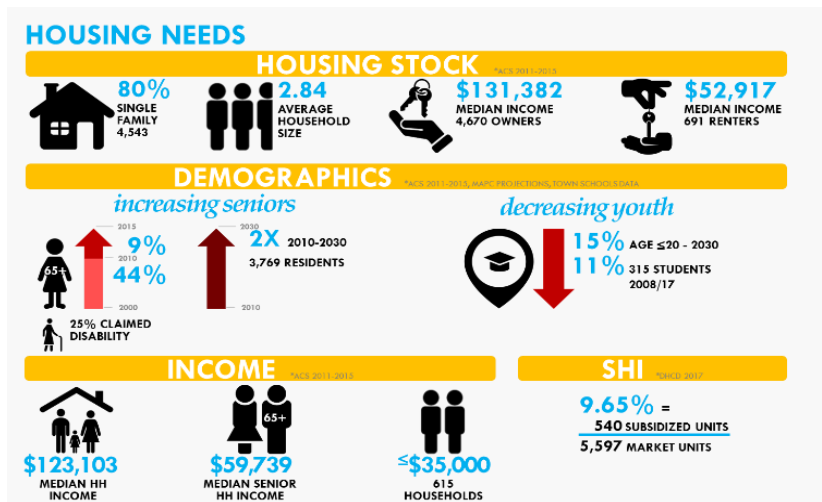 HOUSING NEEDS
HOUSING STOCK *ACS 2011-2015
80%
SINGLE
FAMILY
4,543
2.84
AVERAGE
HOUSEHOLD
SIZE
$131,382
MEDIAN INCOME
4,670 OWNERS
$52,917
MEDIAN INCOME
691 RENTERS
DEMOGRAPHICS *ACS 2011-2015, MAPC PROJECTIONS, TOWN SCHOOLS DATA
increasing seniors
65+
2015
9%
2010
44%
2000
25% CLAIMED
DISABILITY
2030
2X 2010-2030
3,769 RESIDENTS
2010
decreasing youth
15% AGE ≤20 - 2030
11% 315 STUDENTS
2008/17
INCOME *ACS 2011-2015
$123,103
MEDIAN HH
INCOME
65+
$59,739
MEDIAN SENIOR
HH INCOME
≤$35,000
615
HOUSEHOLDS
SHI *DHCD 2017
9.65% =
540 SUBSIDIZED UNITS
5,597 MARKET UNITS